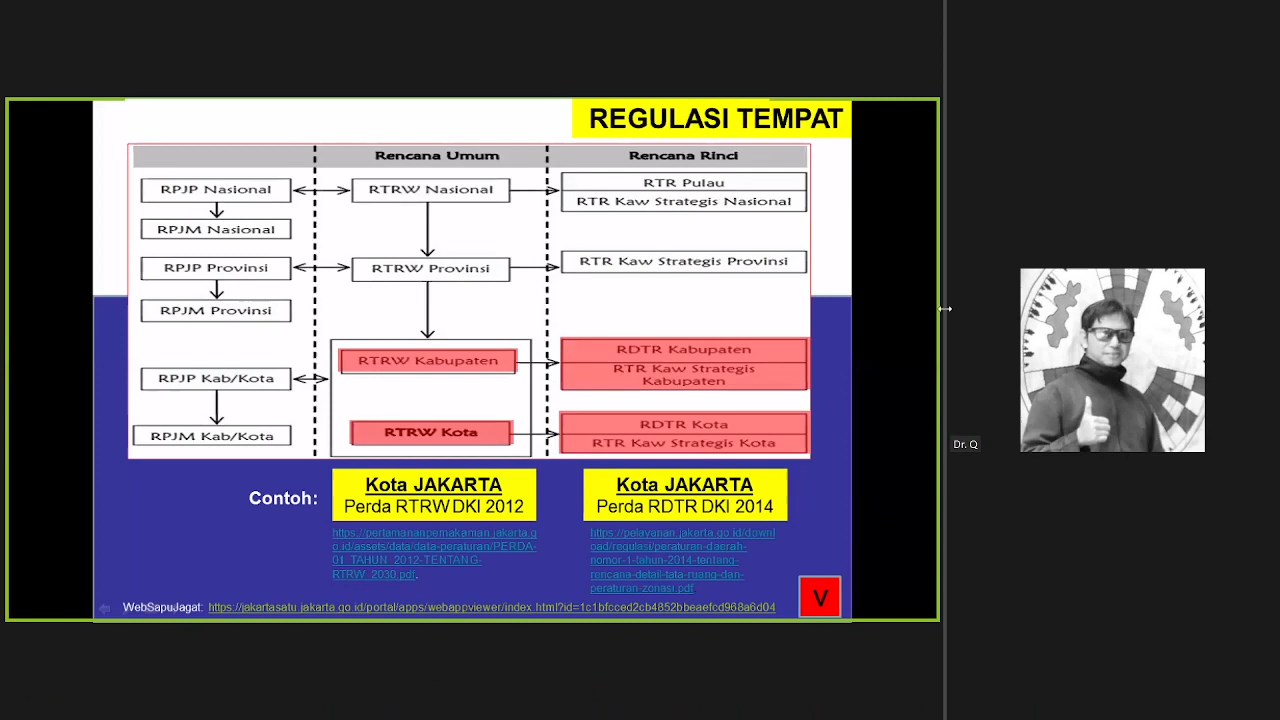 REGULASI TEMPAT
Rencana Umum
Rencana Rinci
RPJP Nasional
RTRW Nasional
RTR Pulau
RTR Kaw Strategis Nasional
RPJM Nasional
RPJP Provinsi
RTRW Provinsi
RTR Kaw Strategis Provinsi
RPJM Provinsi
RTRW Kabupaten
RDTR Kabupaten
RTR Kaw Strategis
Kabupaten
RPJP Kab/Kota
RPJM Kab/Kota
RTRW Kota
RDTR Kota
RTR Kaw Strategis Kota
Contoh:
Kota JAKARTA
Perda RTRW DKI 2012
Kota JAKARTA
Perda RDTR DKI 2014
https://pertamananpemakaman.jakarta.g
o.id/assets/data/data-peraturan/PERDA-
01_TAHUN_2012-TENTANG-
RTRW_2030.pdf.
https://pelayanan.jakarta.go.id/downl
oad/regulasi/peraturan-daerah-
nomor-1-tahun-2014-tentang-
rencana-detail-tata-ruang-dan-
peraturan-zonasi.pdf.
V
WebSapuJagat: https://jakartasatu.jakarta.go.id/portal/apps/webappviewer/index.html?id=1c1bfcced2cb4852bbeaefcd968a6d04
Dr. Q